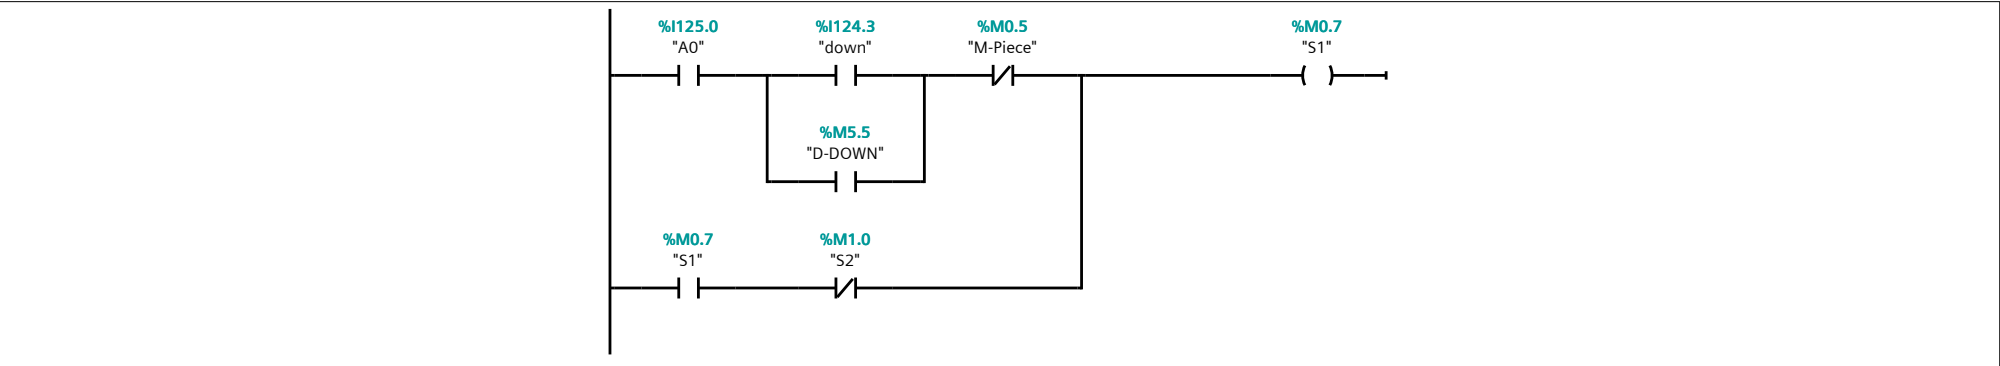 %I125.0 %I124.3 %M0.5 %M0.7
"A0" "down" "M-Piece" "S1"
%M5.5
"D-DOWN"
%M0.7 %M1.0
"S1" "S2"